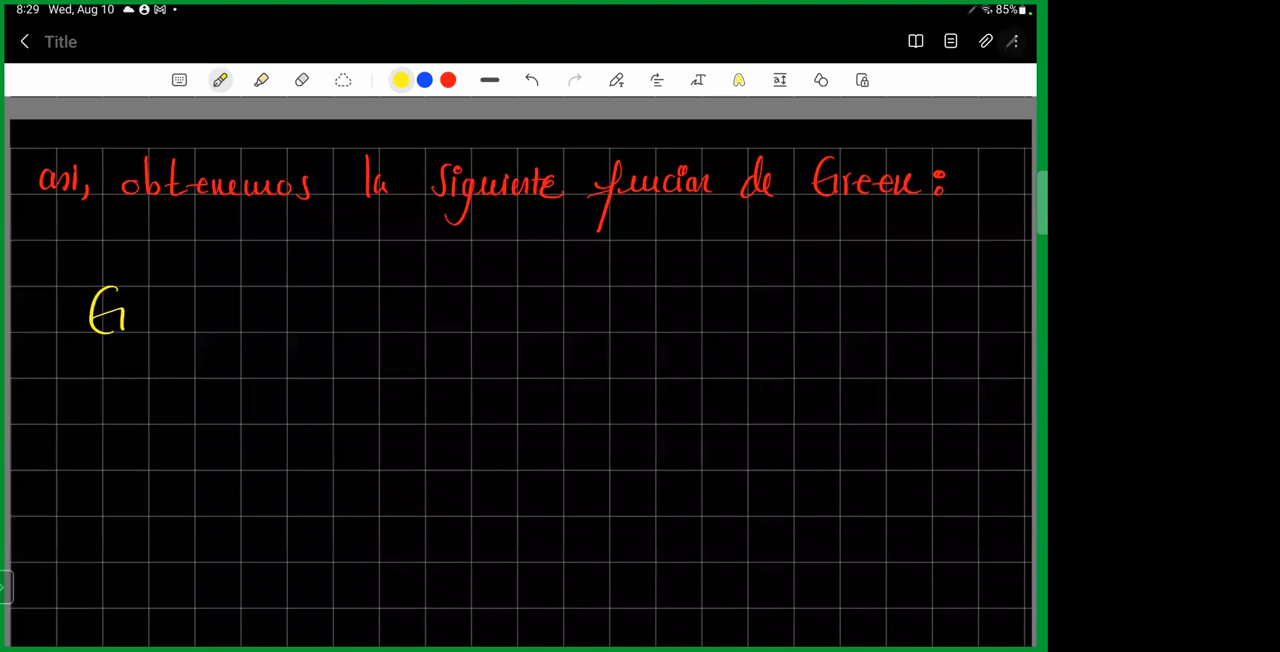 8:29 Wed, Aug 10
85%
Title
así, obtenemos la siguiente función de Green:
G